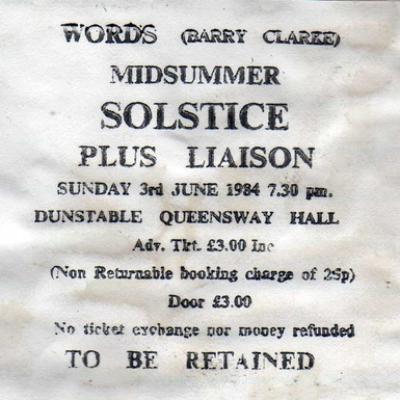 WORDS (BARRY CLARKE)
MIDSUMMER
SOLSTICE
PLUS LIAISON
SUNDAY 3rd JUNE 1984 7.30 pm.
DUNSTABLE QUEENSWAY HALL
Adv. Tkt. £3.00 Inc
(Non Returnable booking charge of 25p)
Door £3.00
No ticket exchange nor money refunded
TO BE RETAINED